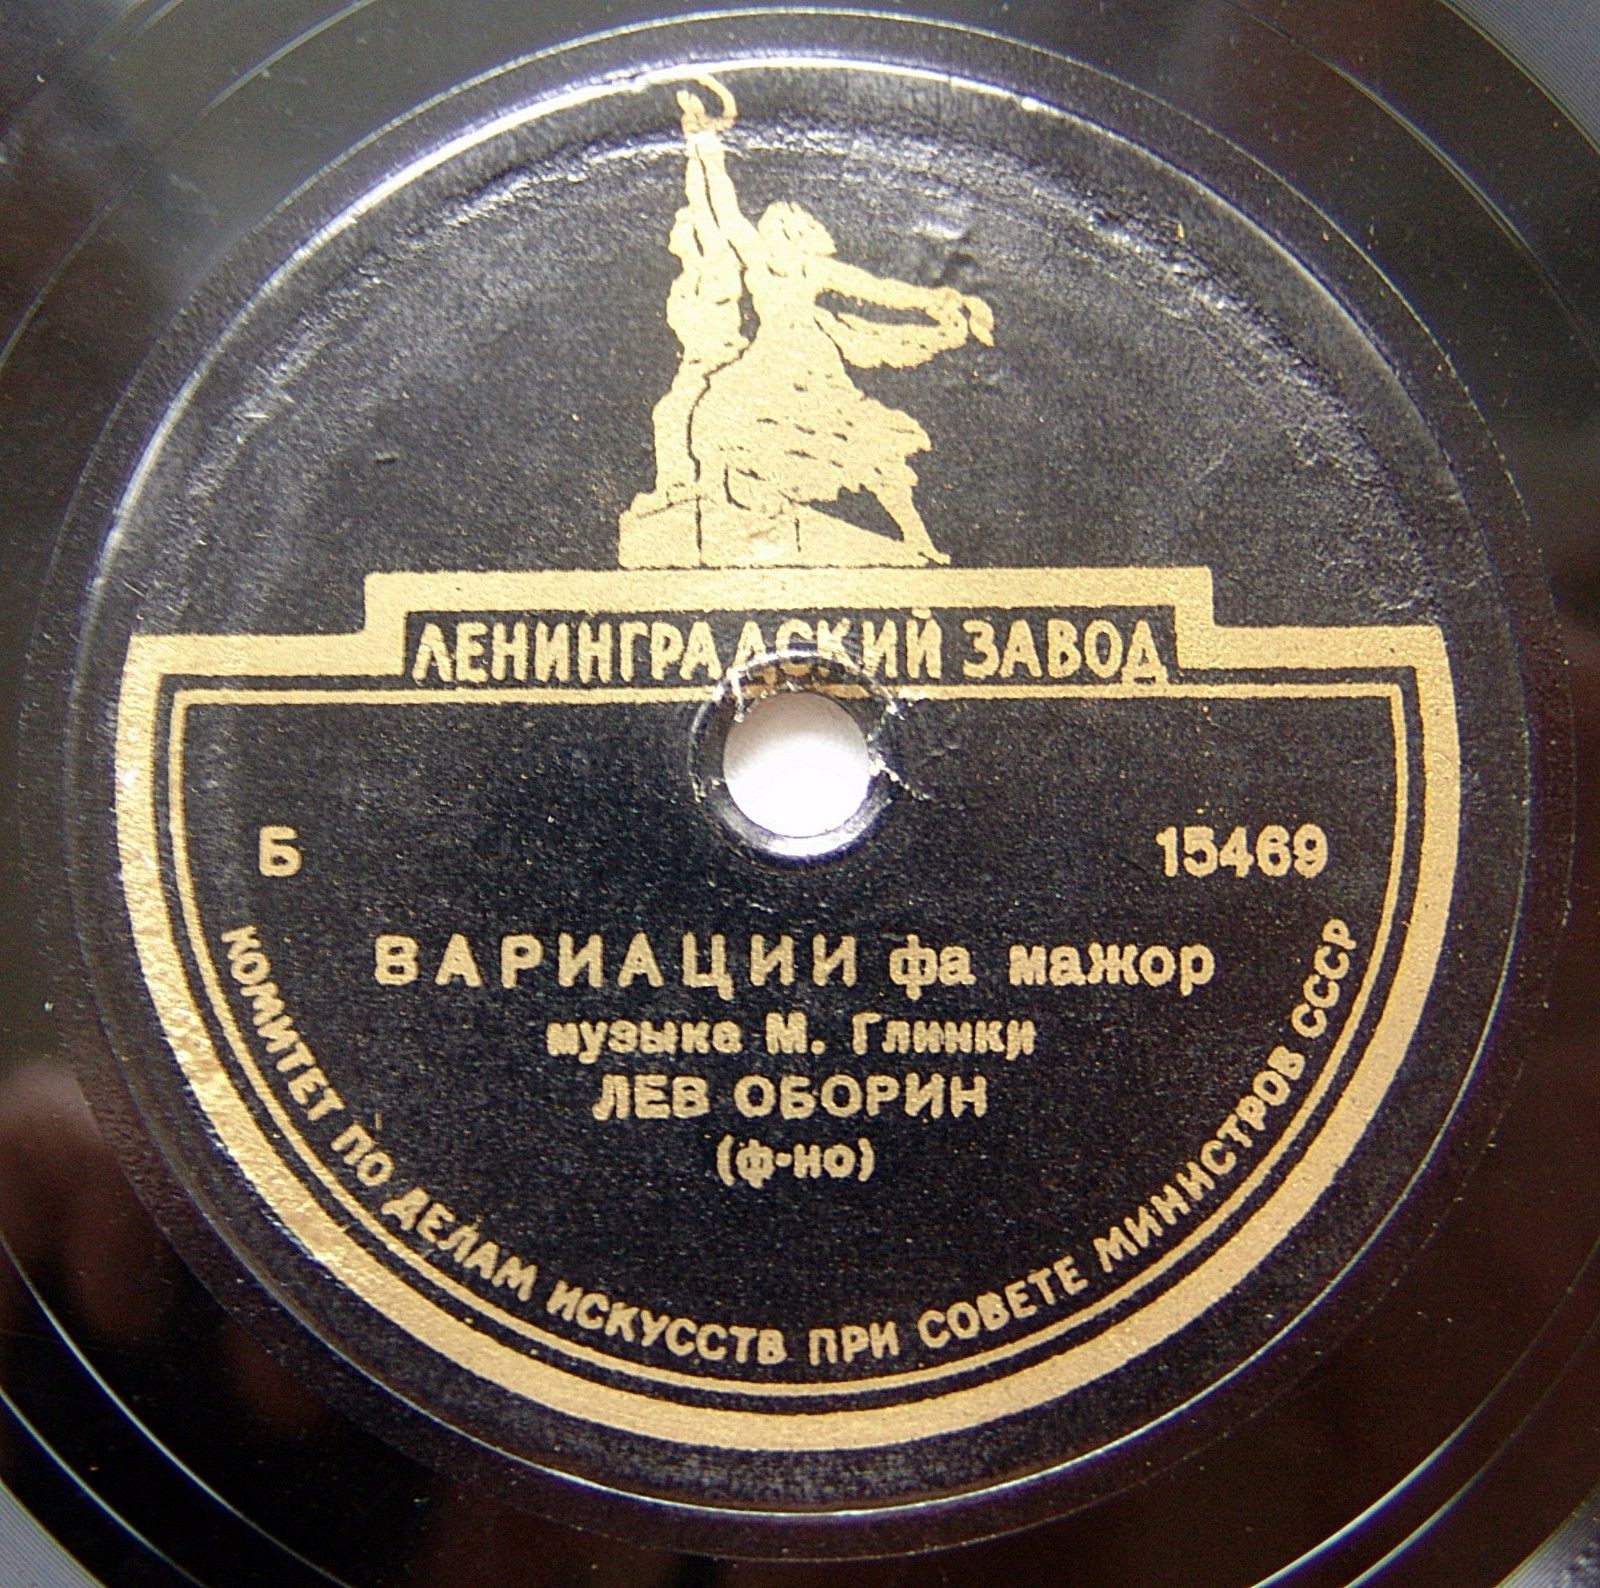 ЛЕНИНГРАДСКИЙ ЗАВОД
Б 15469
ВАРИАЦИИ фа мажор
музыка М. Глинки
ЛЕВ ОБОРИН
(ф-но)
КОМИТЕТ ПО ДЕЛАМ ИСКУССТВ ПРИ СОВЕТЕ МИНИСТРОВ СССР